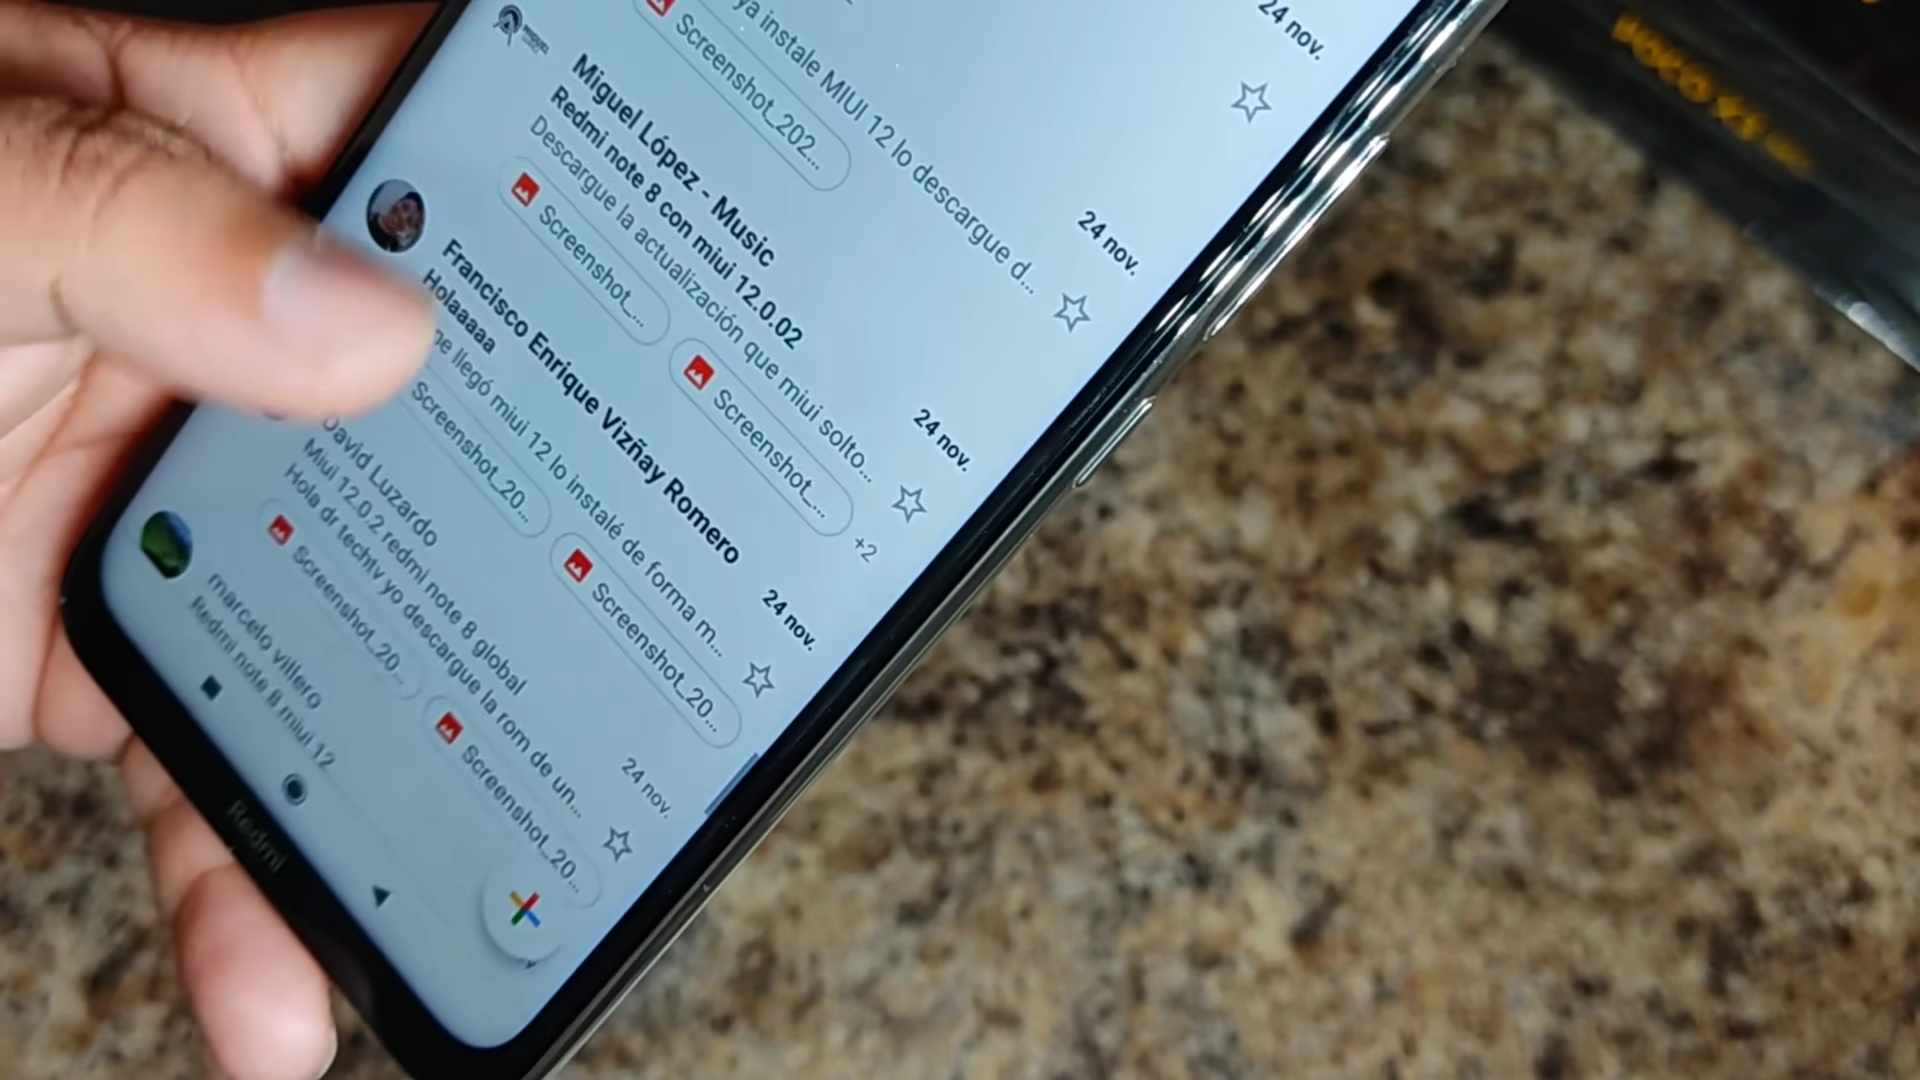 24 nov.
ya instale MIUI 12 lo descargue d...
Screenshot_202...
MIGUEL
Miguel López - Music
24 nov.
Redmi note 8 con miui 12.0.02
Descargue la actualización que miui solto...
Screenshot_...
Screenshot_...
+2
Francisco Enrique Vizñay Romero
24 nov.
Holaaaaa
me llegó miui 12 lo instalé de forma m...
Screenshot_20...
Screenshot_20...
David Luzardo
24 nov.
Miui 12.0.2 redmi note 8 global
Hola dr techtv yo descargue la rom de un...
Screenshot_20...
Screenshot_20...
marcelo villero
24 nov.
Redmi note 8 miui 12
Redmi